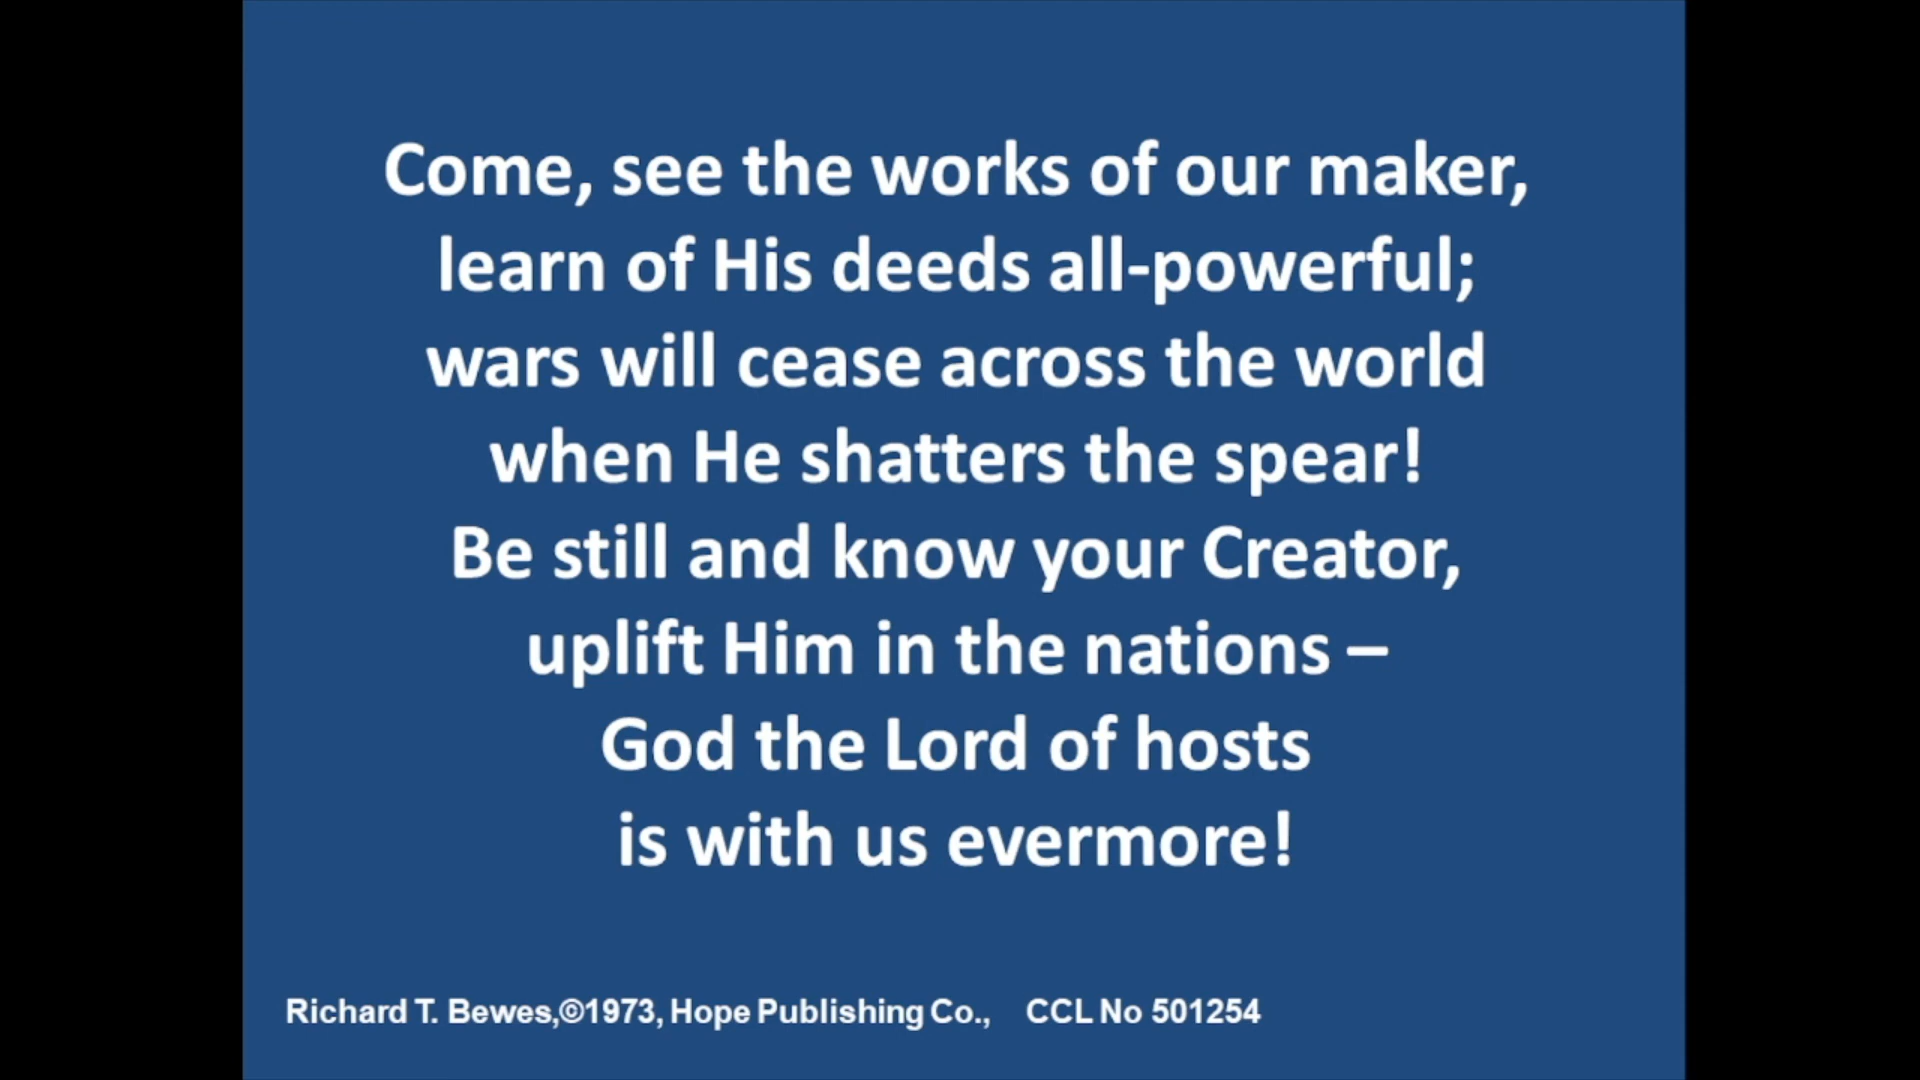 Come, see the works of our maker,
learn of His deeds all-powerful;
wars will cease across the world
when He shatters the spear!
Be still and know your Creator,
uplift Him in the nations –
God the Lord of hosts
is with us evermore!
Richard T. Bewes,©1973, Hope Publishing Co., CCL No 501254